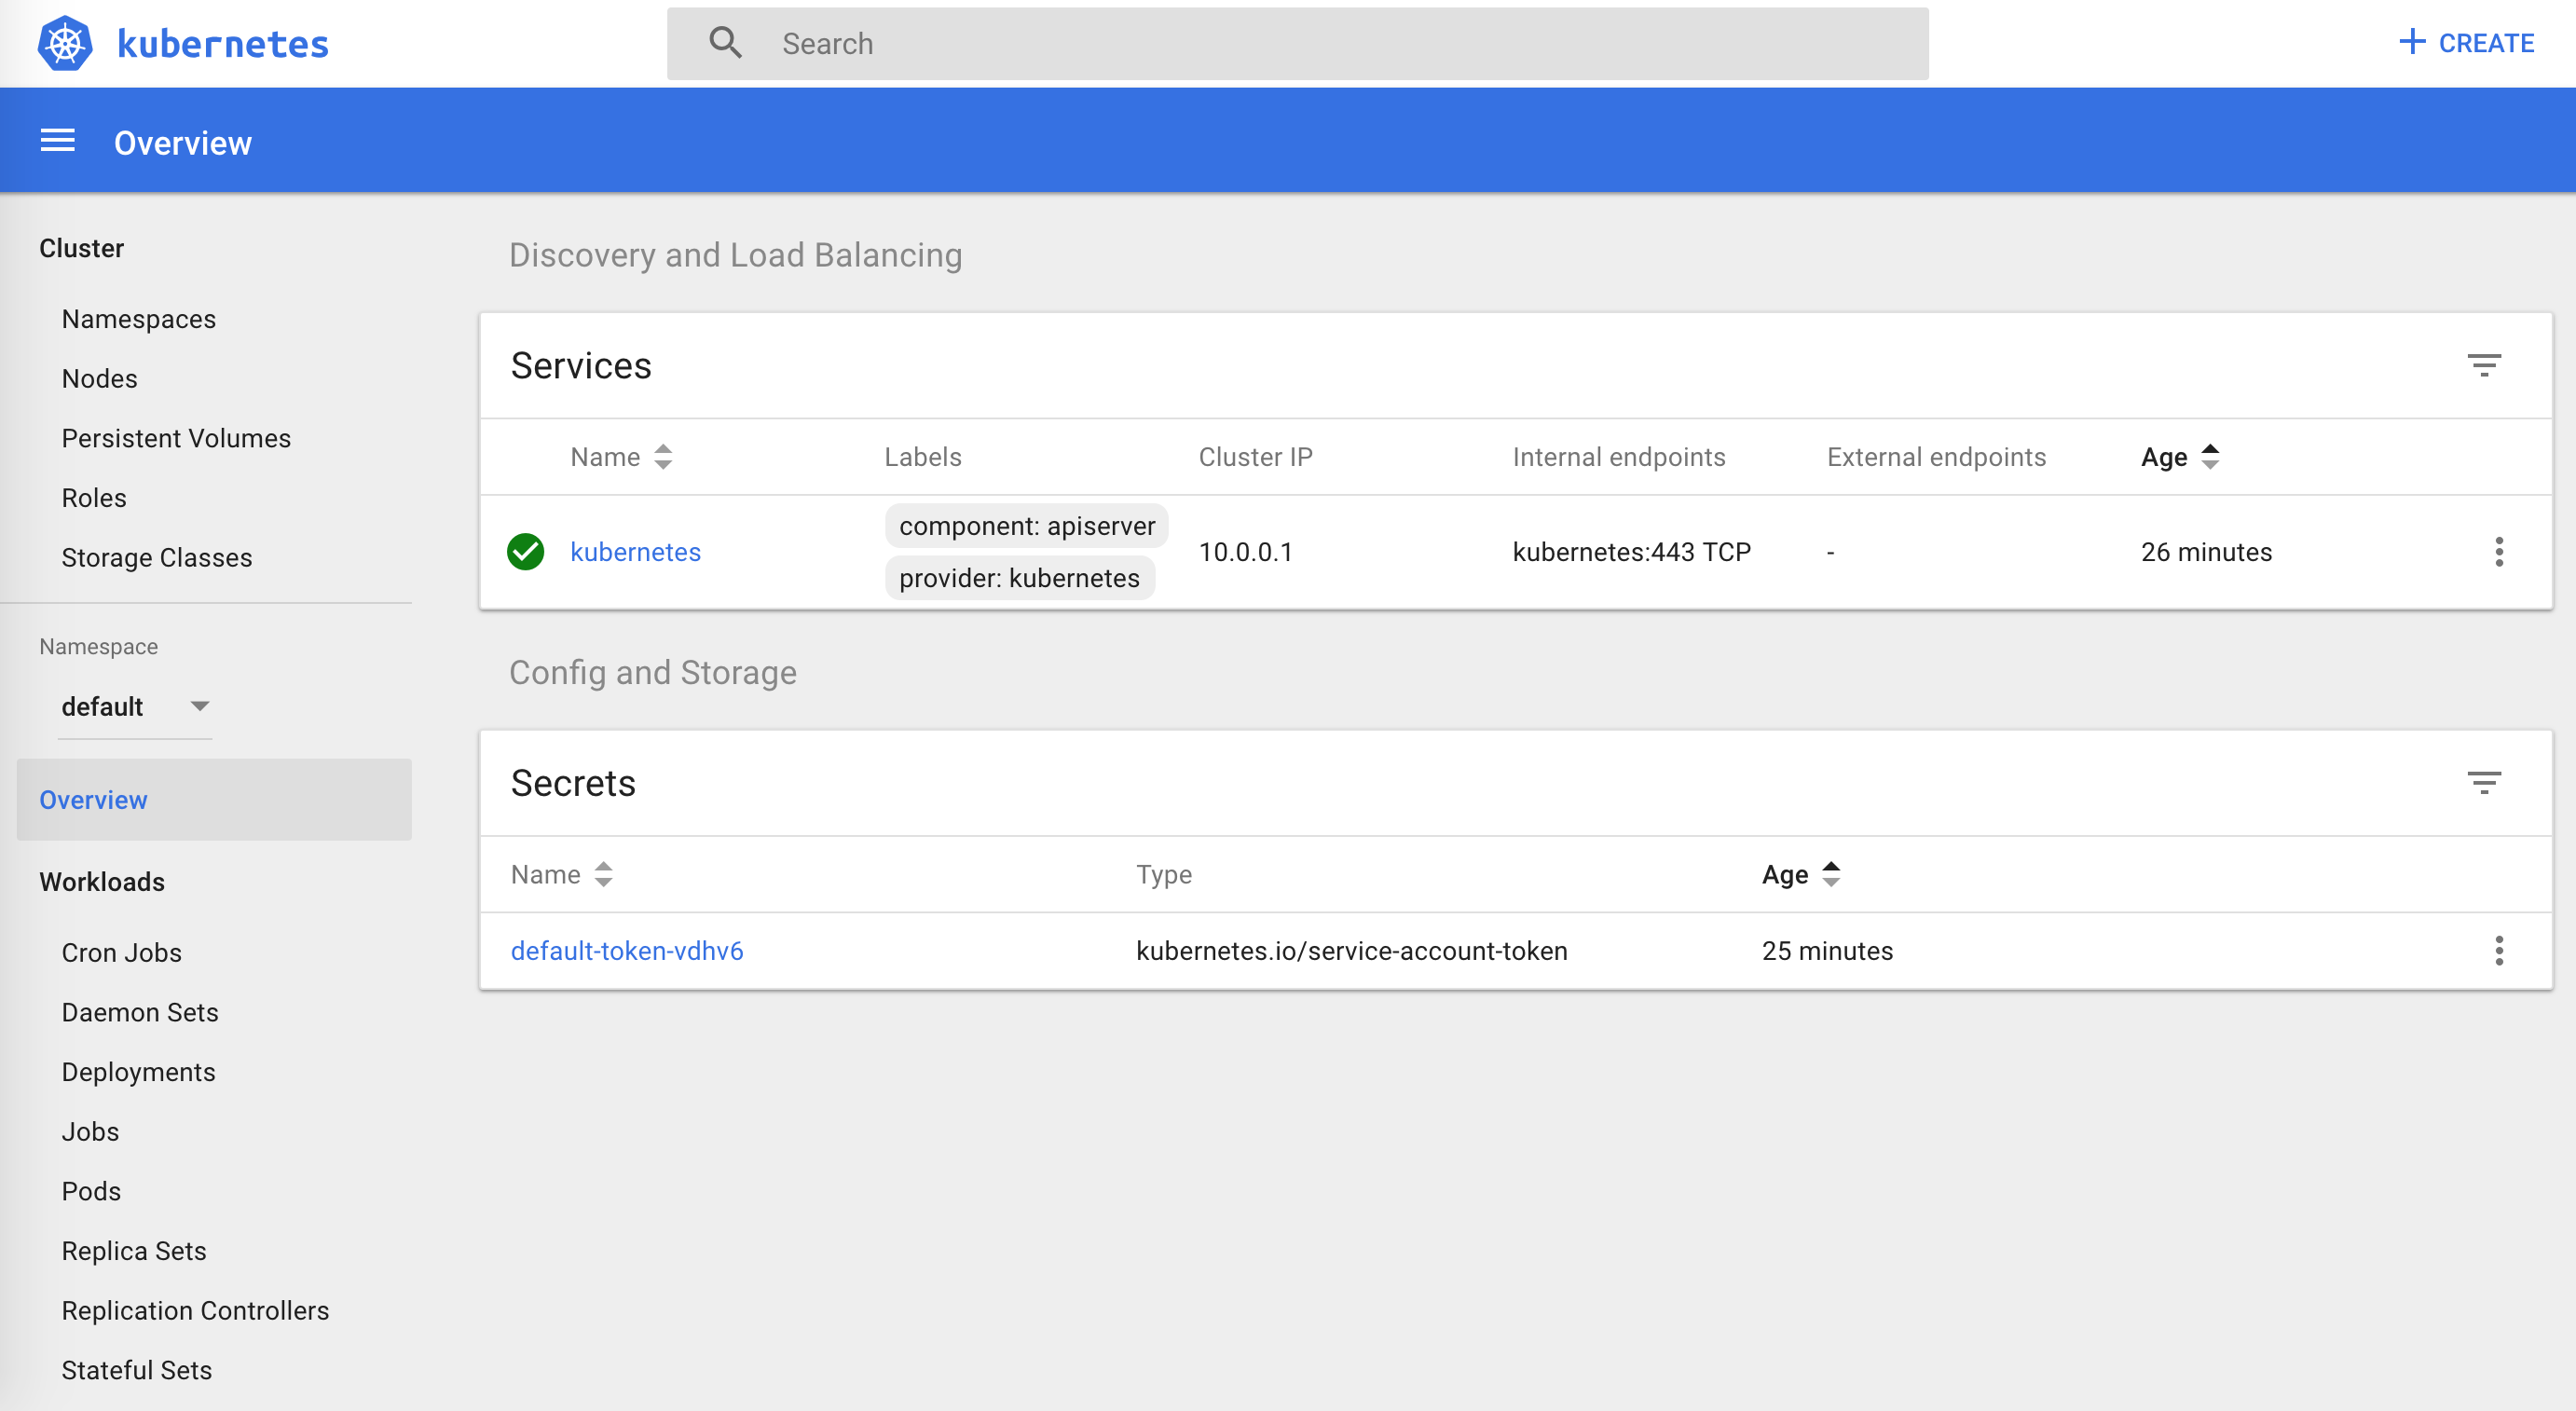 kubernetes
Search
CREATE
Overview
Cluster
Namespaces
Nodes
Persistent Volumes
Roles
Storage Classes
Namespace
default
Overview
Workloads
Cron Jobs
Daemon Sets
Deployments
Jobs
Pods
Replica Sets
Replication Controllers
Stateful Sets
Discovery and Load Balancing
Services
Name Labels Cluster IP Internal endpoints External endpoints Age
component: apiserver
kubernetes 10.0.0.1 kubernetes:443 TCP - 26 minutes
provider: kubernetes
Config and Storage
Secrets
Name Type Age
default-token-vdhv6 kubernetes.io/service-account-token 25 minutes